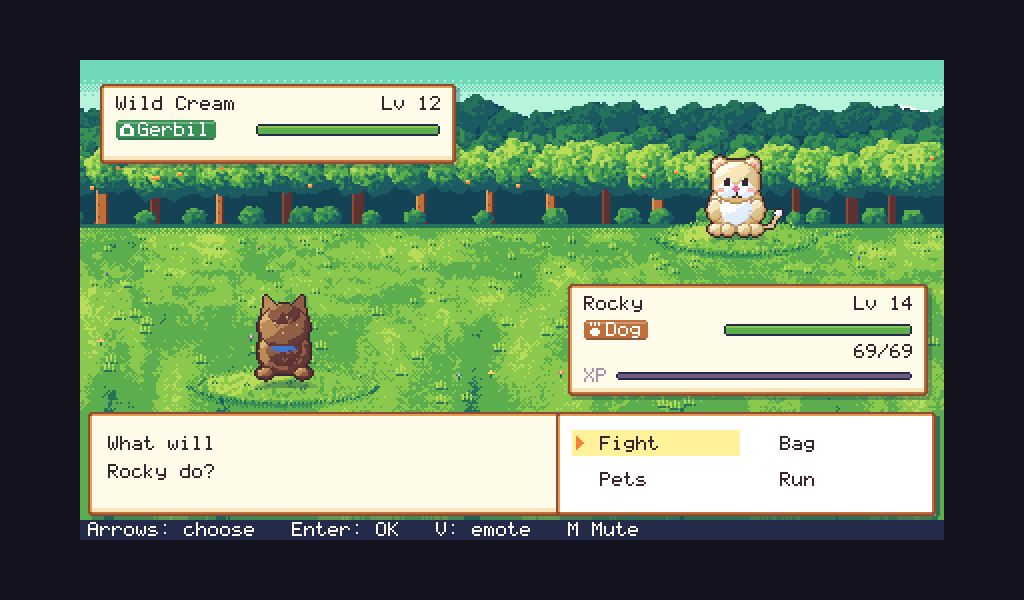 Wild Cream Lv 12
Gerbil
Rocky Lv 14
Dog
69/69
XP
What will
Rocky do?
Fight Bag
Pets Run
Arrows: choose Enter: OK V: emote M Mute